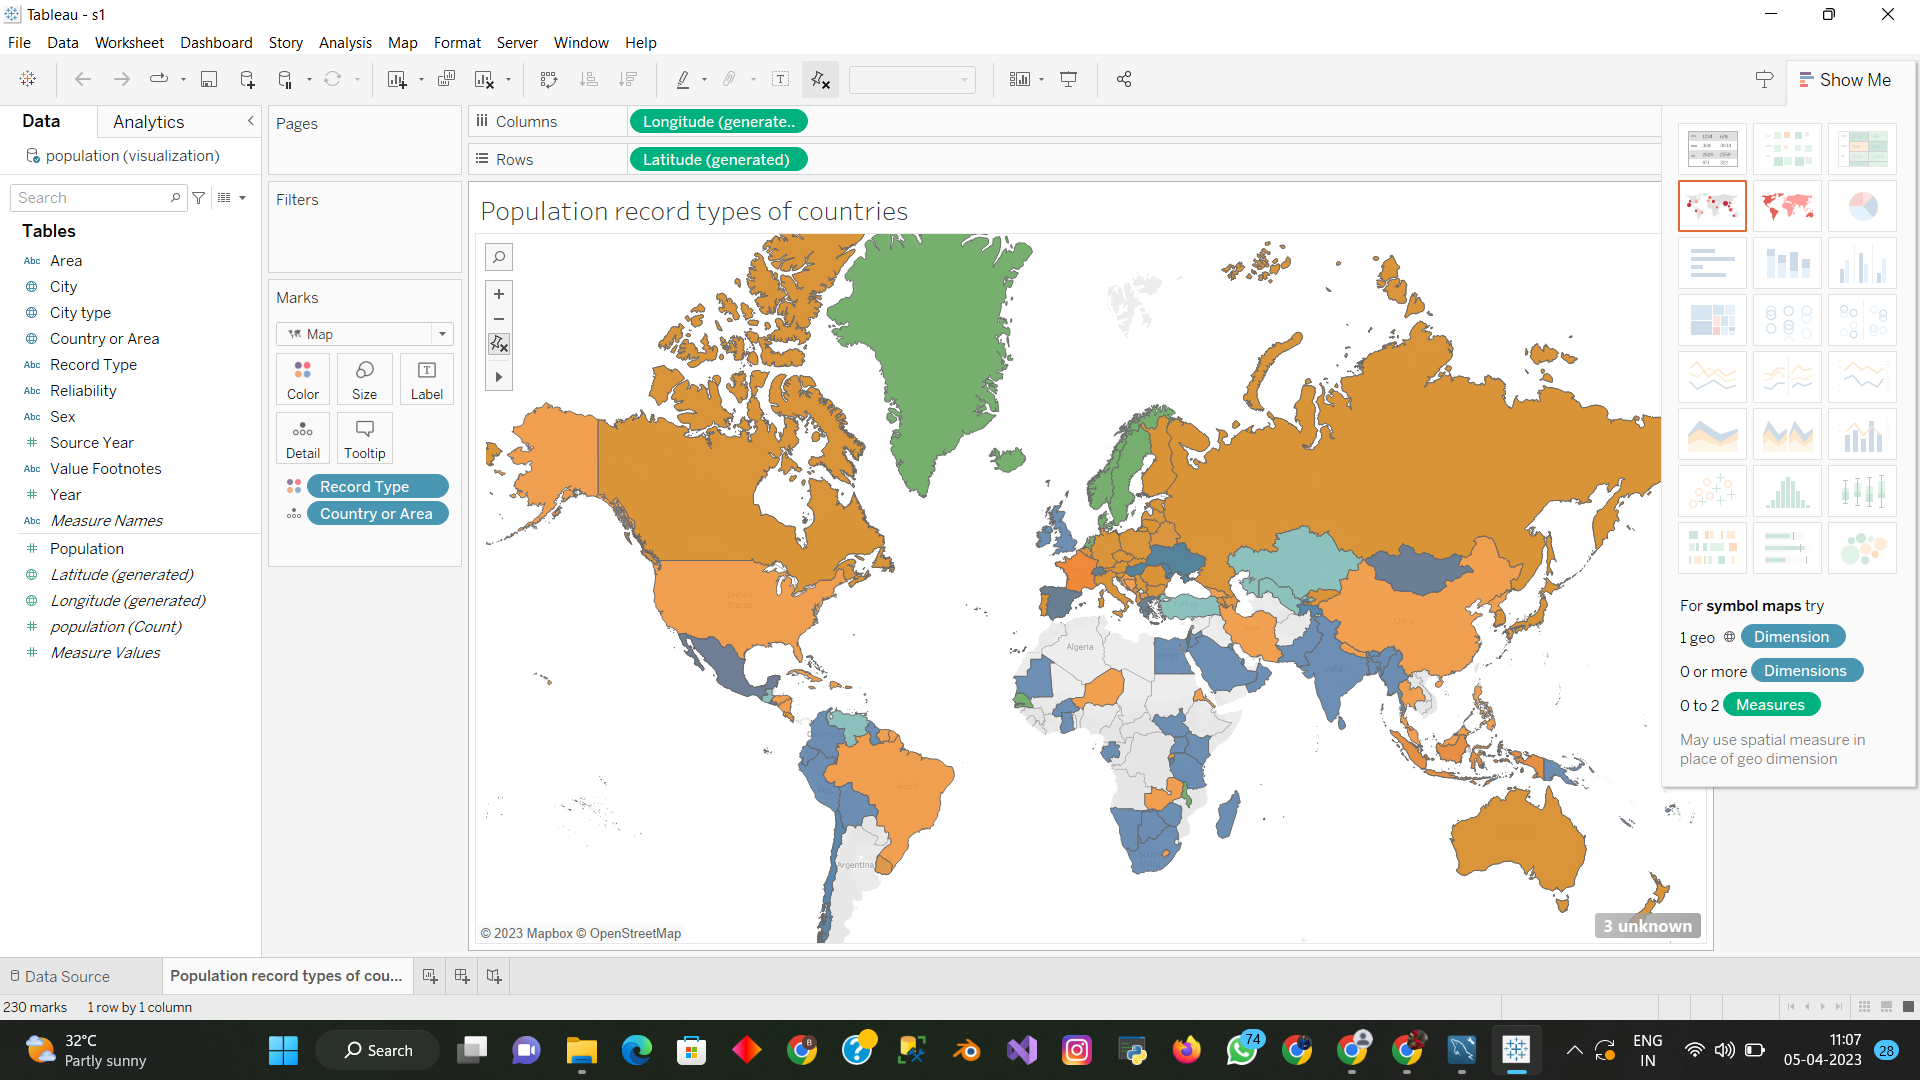 Tableau - s1
File Data Worksheet Dashboard Story Analysis Map Format Server Window Help
Show Me
Data
Analytics
population (visualization)
Search
Tables
Abc Area
City
City type
Country or Area
Abc Record Type
Abc Reliability
Abc Sex
# Source Year
Abc Value Footnotes
# Year
Abc Measure Names
# Population
Latitude (generated)
Longitude (generated)
# population (Count)
# Measure Values
Pages
Filters
Marks
Map
Color Size Label
Detail Tooltip
Record Type
Country or Area
Columns Longitude (generate..
Rows Latitude (generated)
Population record types of countries
United
States
Algeria
Egypt
Turkey
Iran
India
China
Colombia
Peru
Brazil
Argentina
South
Africa
© 2023 Mapbox © OpenStreetMap
3 unknown
For symbol maps try
1 geo Dimension
0 or more Dimensions
0 to 2 Measures
May use spatial measure in
place of geo dimension
Data Source
Population record types of cou...
230 marks 1 row by 1 column
32°C
Partly sunny
Search
74
ENG
IN
11:07
05-04-2023
28